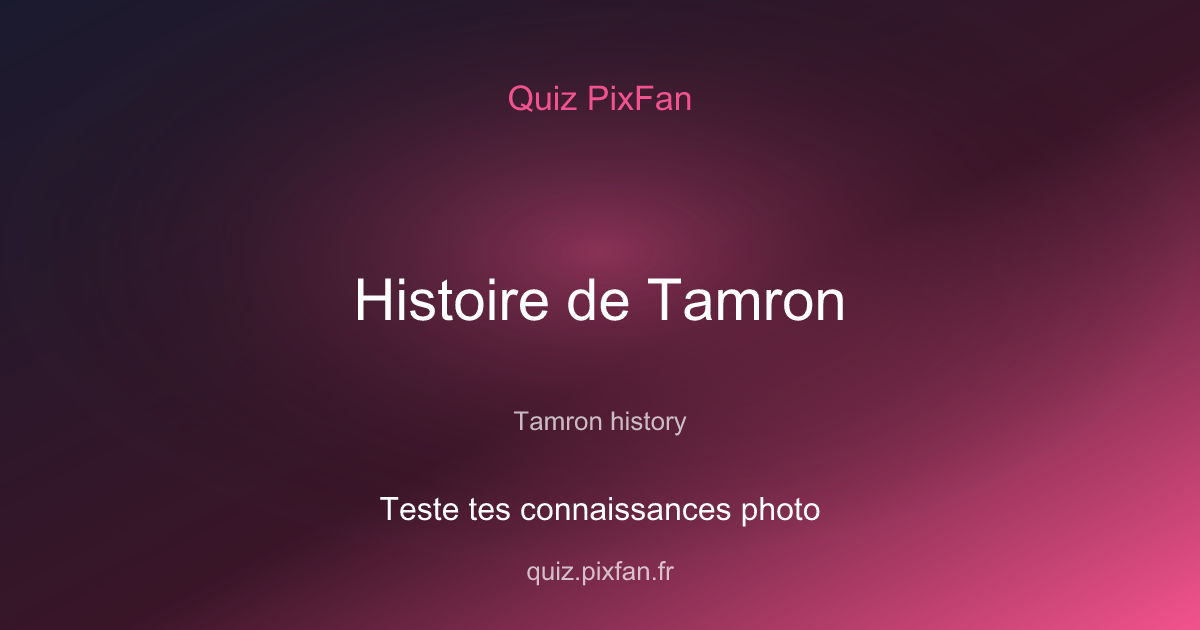 Quiz PixFan
Histoire de Tamron
Tamron history
Teste tes connaissances photo
quiz.pixfan.fr